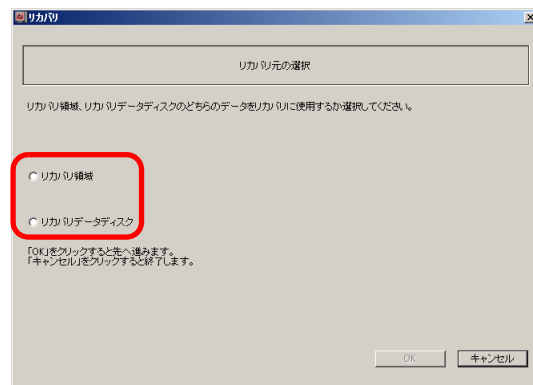 リカバリ
リカバリ元の選択
リカバリ領域、リカバリデータディスクのどちらのデータをリカバリに使用するか選択してください。
リカバリ領域
リカバリデータディスク
「OK」をクリックすると先へ進みます。
「キャンセル」をクリックすると終了します。
OK
キャンセル